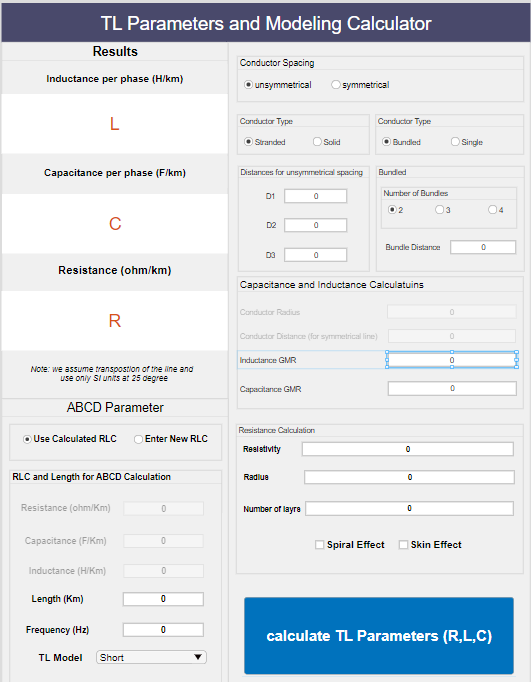 TL Parameters and Modeling Calculator
Results
Inductance per phase (H/km)
L
Capacitance per phase (F/km)
C
Resistance (ohm/km)
R
Note: we assume transpostion of the line and
use only SI units at 25 degree
ABCD Parameter
Use Calculated RLC
Enter New RLC
RLC and Length for ABCD Calculation
Resistance (ohm/Km)
0
Capacitance (F/Km)
0
Inductance (H/Km)
0
Length (Km)
0
Frequency (Hz)
0
TL Model
Short
Conductor Spacing
unsymmetrical
symmetrical
Conductor Type
Stranded
Solid
Conductor Type
Bundled
Single
Distances for unsymmetrical spacing
D1
0
D2
0
D3
0
Bundled
Number of Bundles
2
3
4
Bundle Distance
0
Capacitance and Inductance Calculatuins
Conductor Radius
0
Conductor Distance (for symmetrical line)
0
Inductance GMR
0
Capacitance GMR
0
Resistance Calculation
Resistivity
0
Radius
0
Number of layrs
0
Spiral Effect
Skin Effect
calculate TL Parameters (R,L,C)